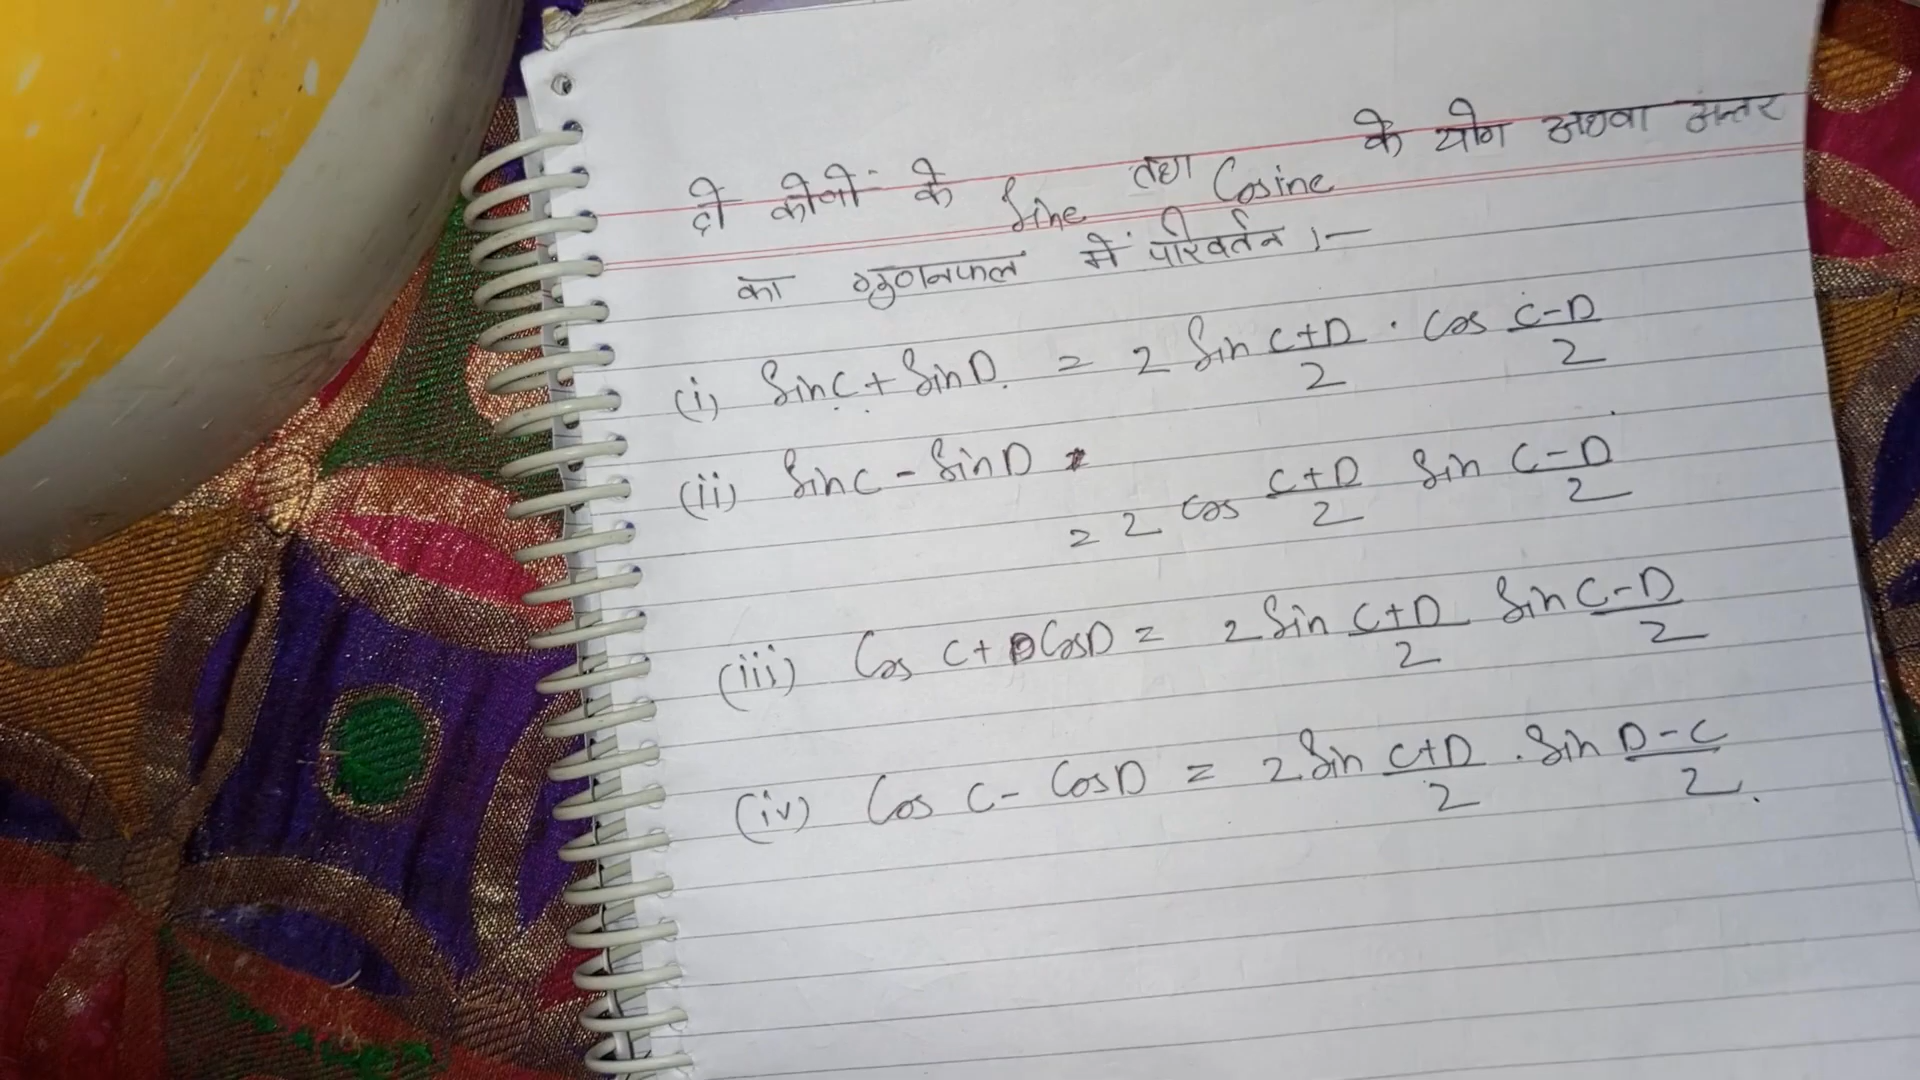 दो कोणों के Sine तथा Cosine के योग अथवा अन्तर
का गुणनफल में परिवर्तन :-
(i) Sin C + Sin D = 2 Sin C+D/2 . Cos C-D/2
(ii) Sin C - Sin D
= 2 Cos C+D/2 Sin C-D/2
(iii) Cos C + Cos D = 2 Sin C+D/2 Sin C-D/2
(iv) Cos C - Cos D = 2 Sin C+D/2 . Sin D-C/2.